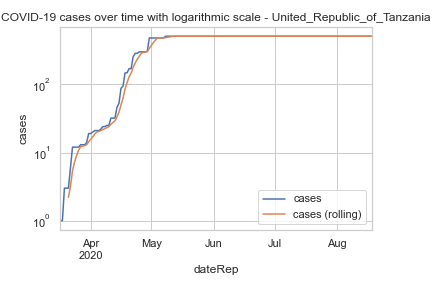 COVID-19 cases over time with logarithmic scale - United_Republic_of_Tanzania
cases
10²
10¹
10⁰
Apr
2020
May
Jun
Jul
Aug
dateRep
cases
cases (rolling)